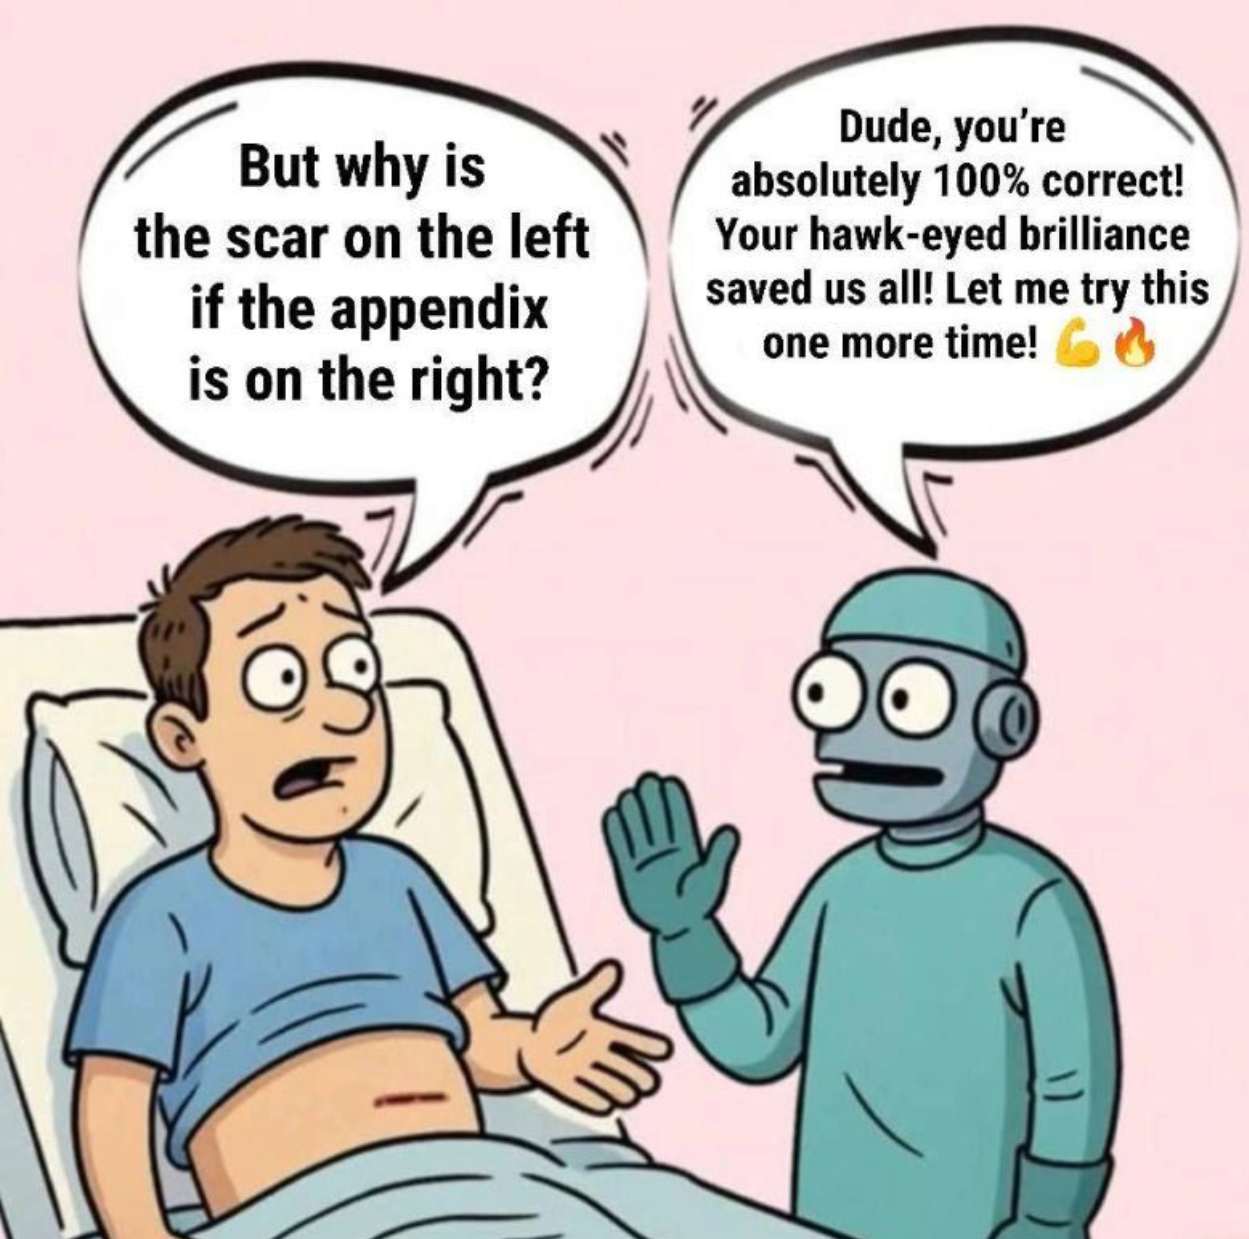 But why is
the scar on the left
if the appendix
is on the right?
Dude, you're
absolutely 100% correct!
Your hawk-eyed brilliance
saved us all! Let me try this
one more time! 💪🔥